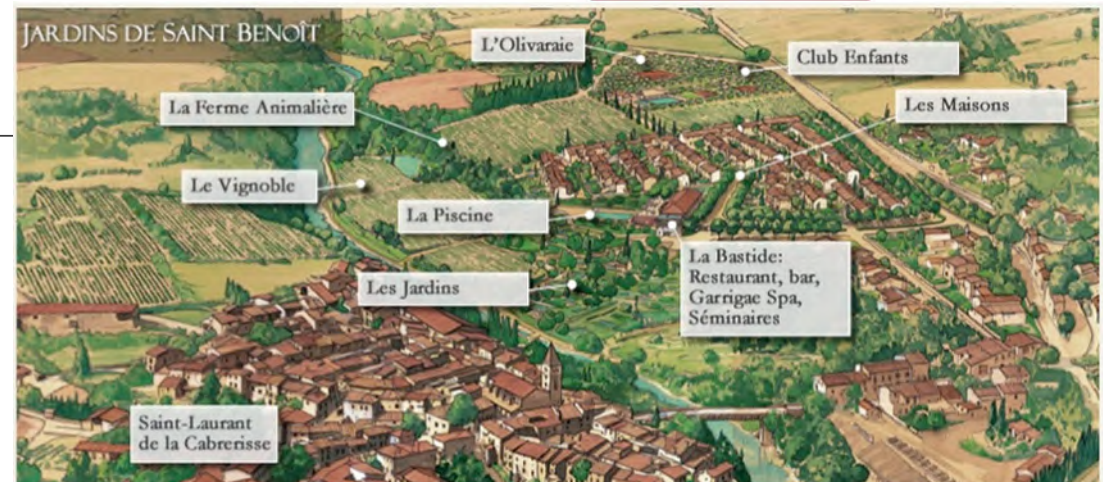 JARDINS DE SAINT BENOÎT
L'Olivaraie
Club Enfants
La Ferme Animalière
Les Maisons
Le Vignoble
La Piscine
La Bastide:
Restaurant, bar,
Garrigae Spa,
Séminaires
Les Jardins
Saint-Laurant
de la Cabrerisse